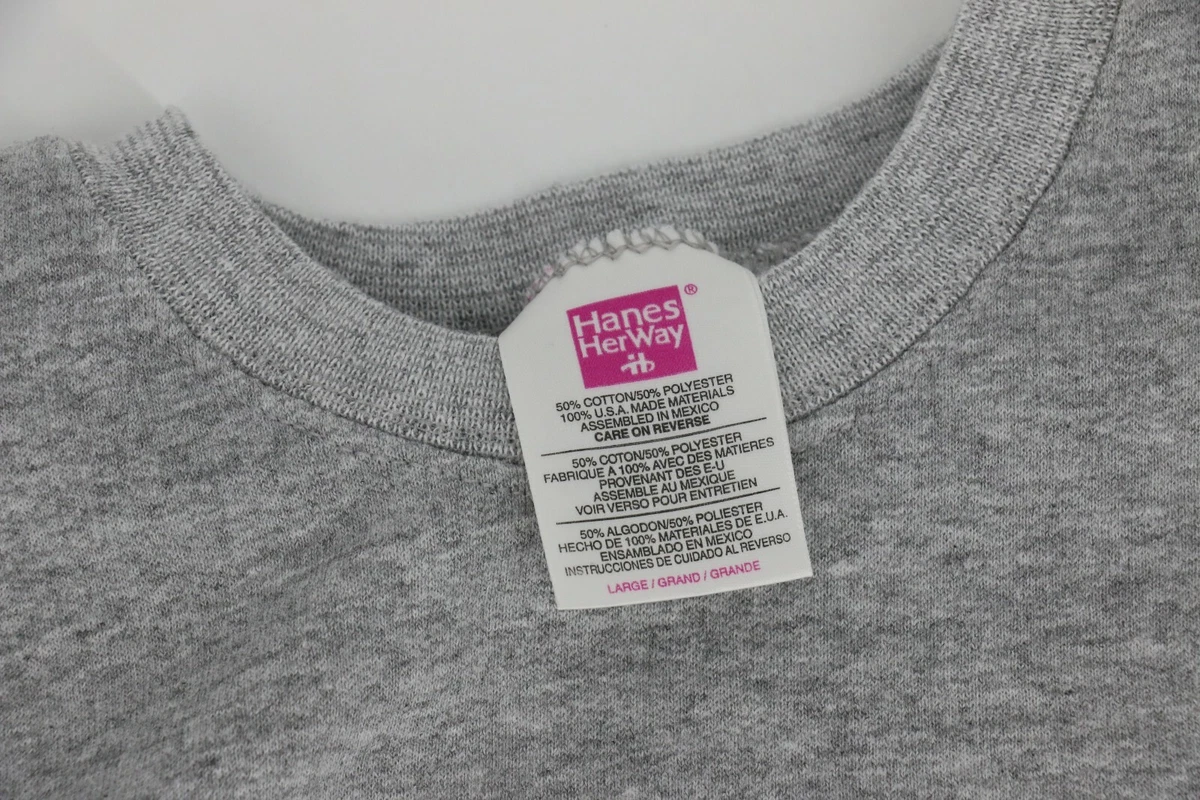 Hanes®
HerWay
50% COTTON/50% POLYESTER
100% U.S.A. MADE MATERIALS
ASSEMBLED IN MEXICO
CARE ON REVERSE
50% COTON/50% POLYESTER
FABRIQUE A 100% AVEC DES MATIERES
PROVENANT DES E-U
ASSEMBLE AU MEXIQUE
VOIR VERSO POUR ENTRETIEN
50% ALGODON/50% POLIESTER
HECHO DE 100% MATERIALES DE E.U.A.
ENSAMBLADO EN MEXICO
INSTRUCCIONES DE CUIDADO AL REVERSO
LARGE / GRAND / GRANDE